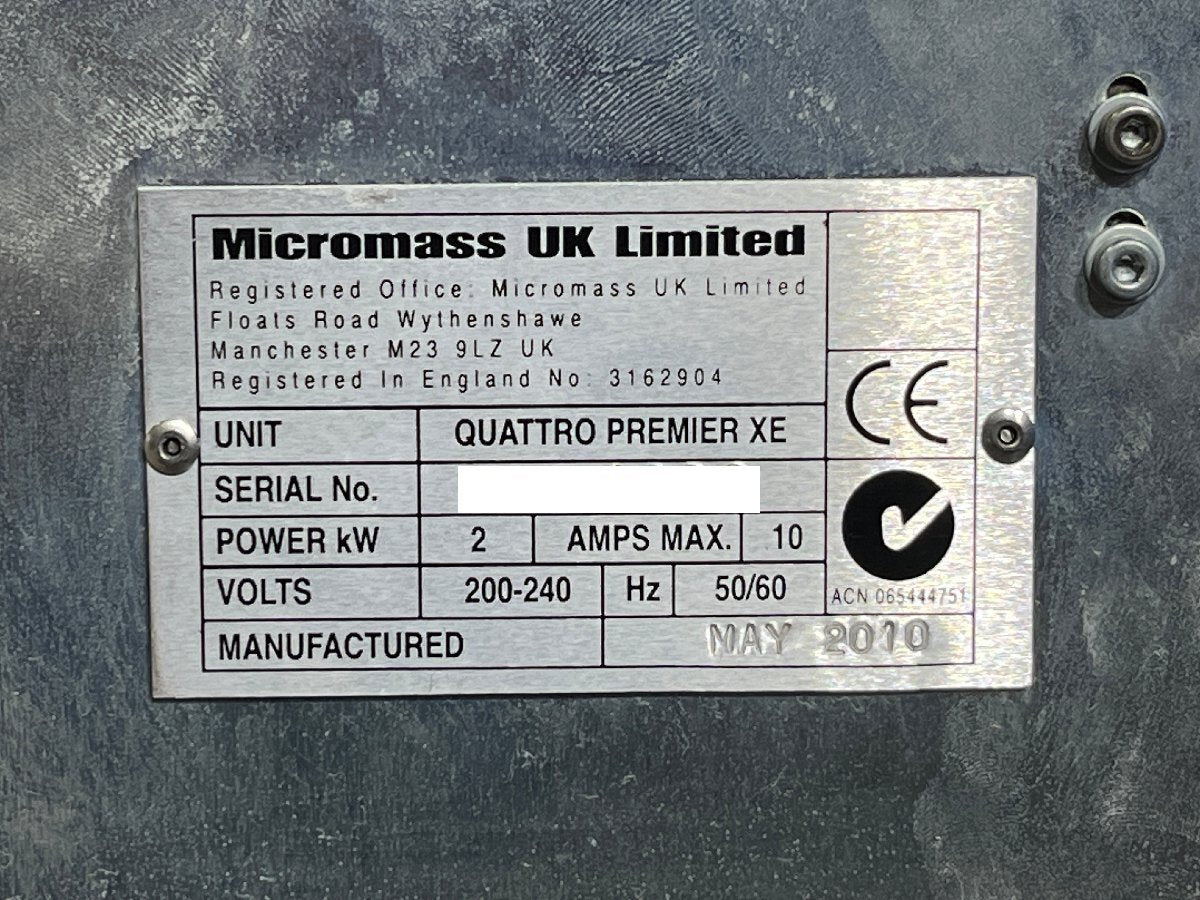 Micromass UK Limited
Registered Office: Micromass UK Limited
Floats Road Wythenshawe
Manchester M23 9LZ UK
Registered In England No: 3162904
CE
UNIT QUATTRO PREMIER XE
SERIAL No.
POWER kW 2 AMPS MAX. 10
VOLTS 200-240 Hz 50/60
ACN 065444751
MANUFACTURED MAY 2010